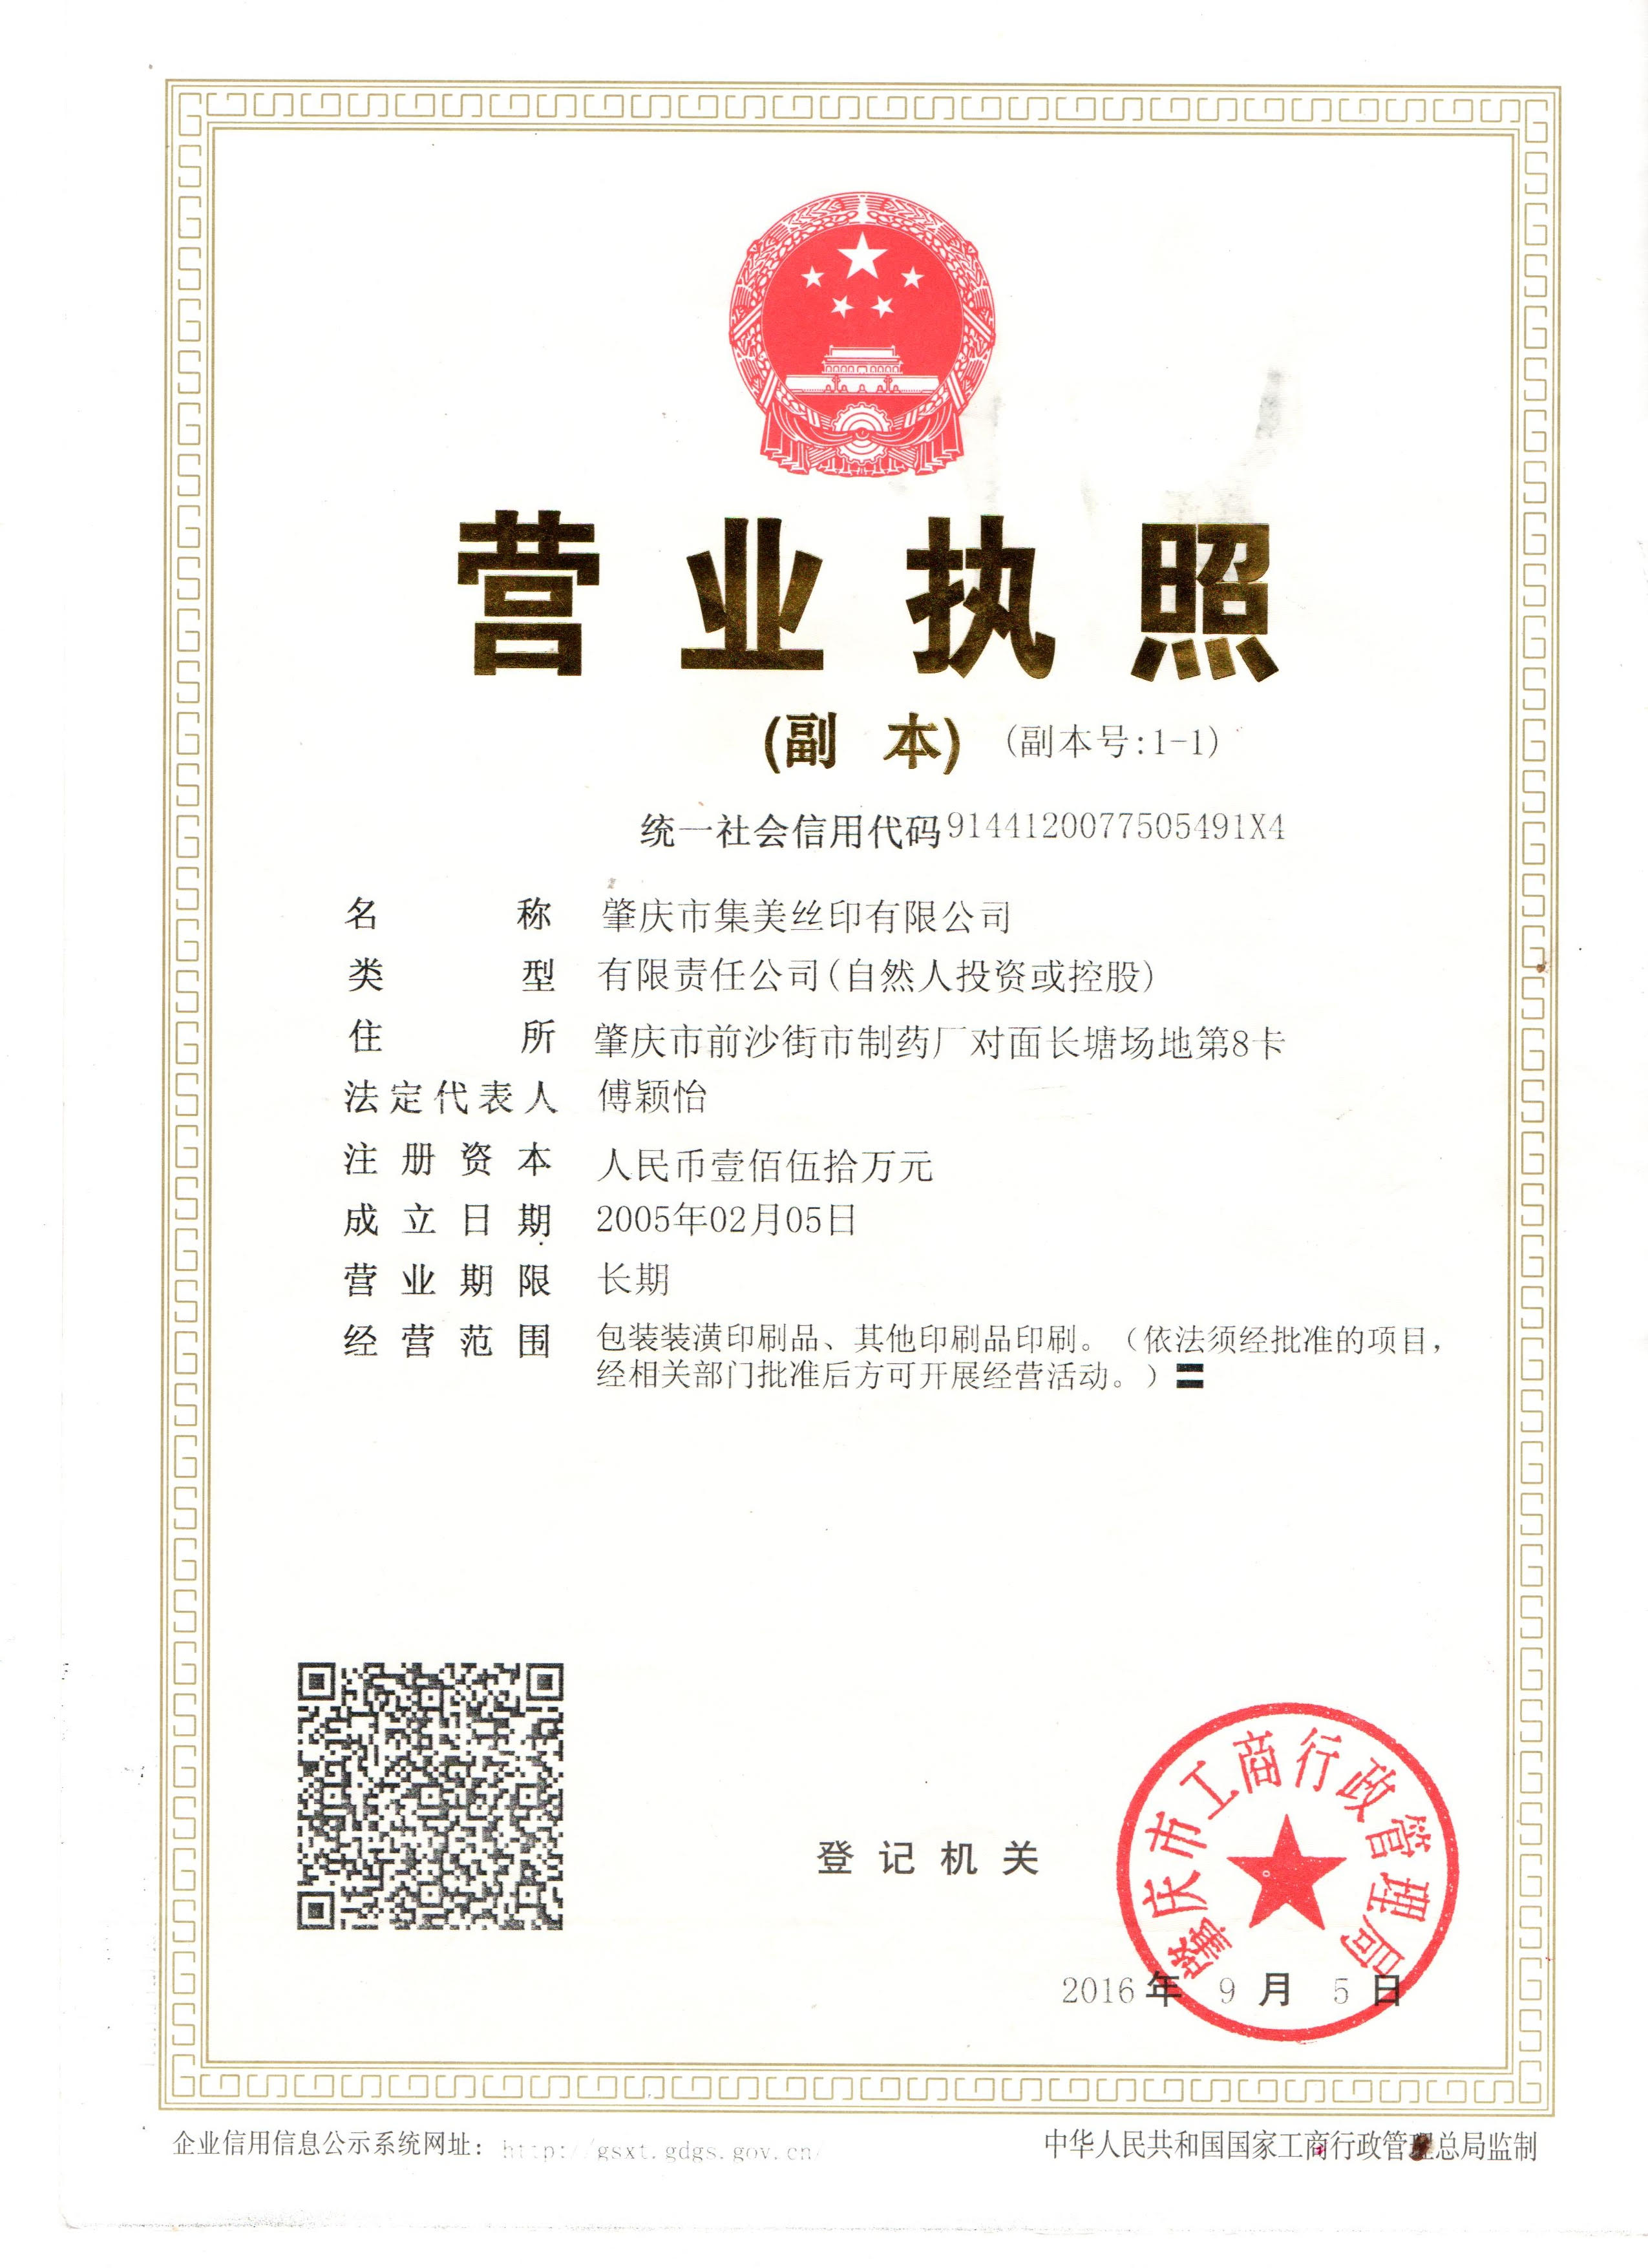 营业执照
(副 本) (副本号:1-1)
统一社会信用代码9144120077505491X4
名称 肇庆市集美丝印有限公司
类型 有限责任公司(自然人投资或控股)
住所 肇庆市前沙街市制药厂对面长塘场地第8卡
法定代表人 傅颖怡
注册资本 人民币壹佰伍拾万元
成立日期 2005年02月05日
营业期限 长期
经营范围 包装装潢印刷品、其他印刷品印刷。（依法须经批准的项目，
经相关部门批准后方可开展经营活动。）
登记机关
肇庆市工商行政管理局
2016 年 9 月 5 日
企业信用信息公示系统网址： http://gsxt.gdgs.gov.cn/
中华人民共和国国家工商行政管理总局监制